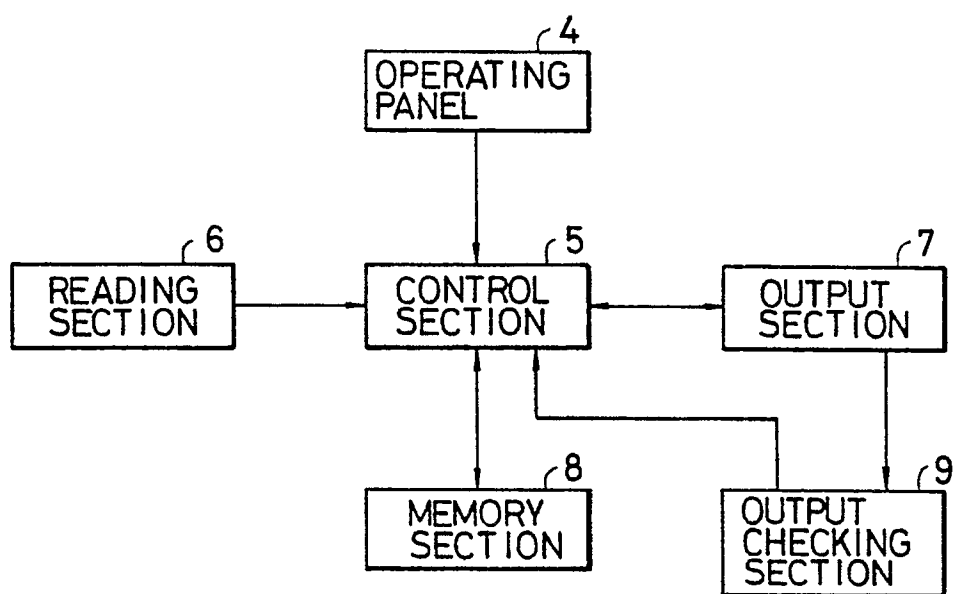 4
OPERATING
PANEL
6
READING
SECTION
5
CONTROL
SECTION
7
OUTPUT
SECTION
8
MEMORY
SECTION
9
OUTPUT
CHECKING
SECTION